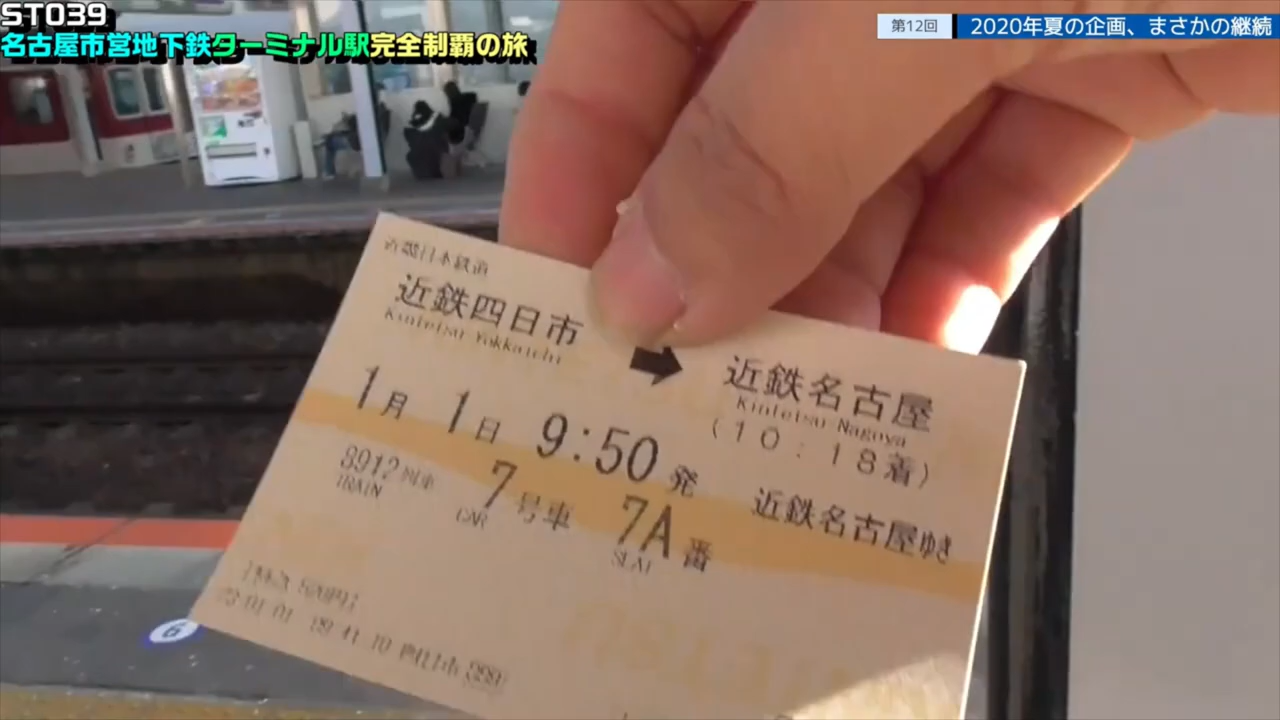 ST039
名古屋市営地下鉄ターミナル駅完全制覇の旅
第12回
2020年夏の企画、まさかの継続
近畿日本鉄道
近鉄四日市 ➡ 近鉄名古屋
Kintetsu Yokkaichi
Kintetsu Nagoya
1月 1日 9:50発 (10:18着)
8912列車 7号車 7A番 近鉄名古屋ゆき
TRAIN CAR SEAT
6